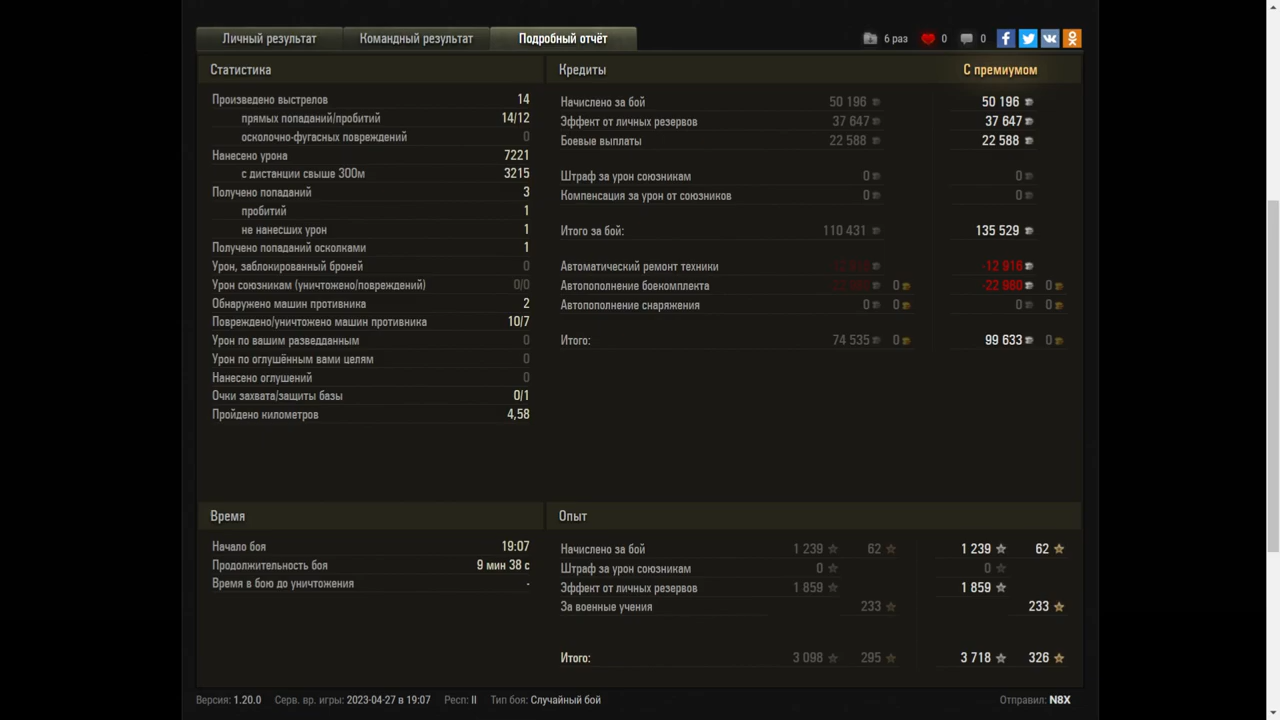 Личный результат Командный результат Подробный отчёт 6 раз 0 0
Статистика
Произведено выстрелов 14
прямых попаданий/пробитий 14/12
осколочно-фугасных повреждений 0
Нанесено урона 7221
с дистанции свыше 300м 3215
Получено попаданий 3
пробитий 1
не нанесших урон 1
Получено попаданий осколками 1
Урон, заблокированный броней 0
Урон союзникам (уничтожено/повреждений) 0/0
Обнаружено машин противника 2
Повреждено/уничтожено машин противника 10/7
Урон по вашим разведданным 0
Урон по оглушённым вами целям 0
Нанесено оглушений 0
Очки захвата/защиты базы 0/1
Пройдено километров 4,58
Кредиты С премиумом
Начислено за бой 50 196 50 196
Эффект от личных резервов 37 647 37 647
Боевые выплаты 22 588 22 588
Штраф за урон союзникам 0 0
Компенсация за урон от союзников 0 0
Итого за бой: 110 431 135 529
Автоматический ремонт техники -12 916
Автопополнение боекомплекта 0 -22 980 0
Автопополнение снаряжения 0 0 0 0
Итого: 74 535 0 99 633 0
Время
Начало боя 19:07
Продолжительность боя 9 мин 38 с
Время в бою до уничтожения -
Опыт
Начислено за бой 1 239 62 1 239 62
Штраф за урон союзникам 0 0
Эффект от личных резервов 1 859 1 859
За военные учения 233 233
Итого: 3 098 295 3 718 326
Версия: 1.20.0 Серв. вр. игры: 2023-04-27 в 19:07 Респ: II Тип боя: Случайный бой Отправил: N8X